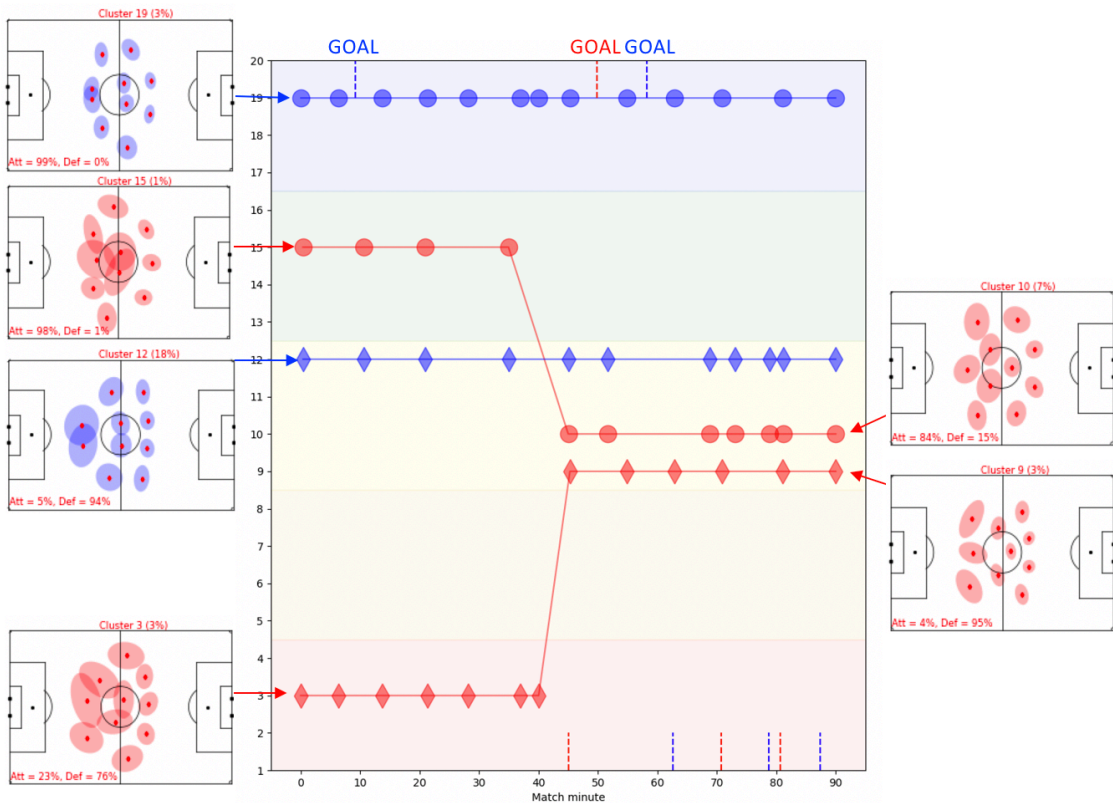 Cluster 19 (3%)
Att = 99%, Def = 0%
Cluster 15 (1%)
Att = 98%, Def = 1%
Cluster 12 (18%)
Att = 5%, Def = 94%
Cluster 3 (3%)
Att = 23%, Def = 76%
GOAL
GOAL
GOAL
20
19
18
17
16
15
14
13
12
11
10
9
8
7
6
5
4
3
2
1
0
10
20
30
40
50
60
70
80
90
Match minute
Cluster 10 (7%)
Att = 84%, Def = 15%
Cluster 9 (3%)
Att = 4%, Def = 95%